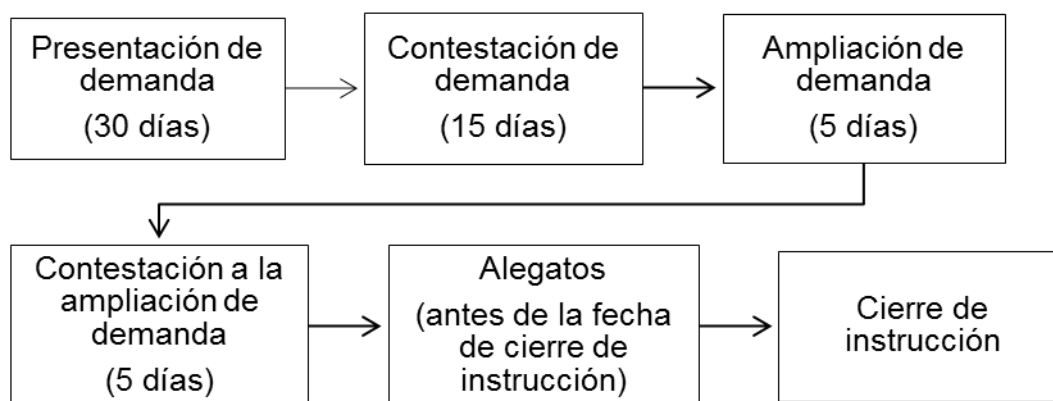 Presentación de
demanda
(30 días)
Contestación de
demanda
(15 días)
Ampliación de
demanda
(5 días)
Contestación a la
ampliación de
demanda
(5 días)
Alegatos
(antes de la fecha
de cierre de
instrucción)
Cierre de
instrucción